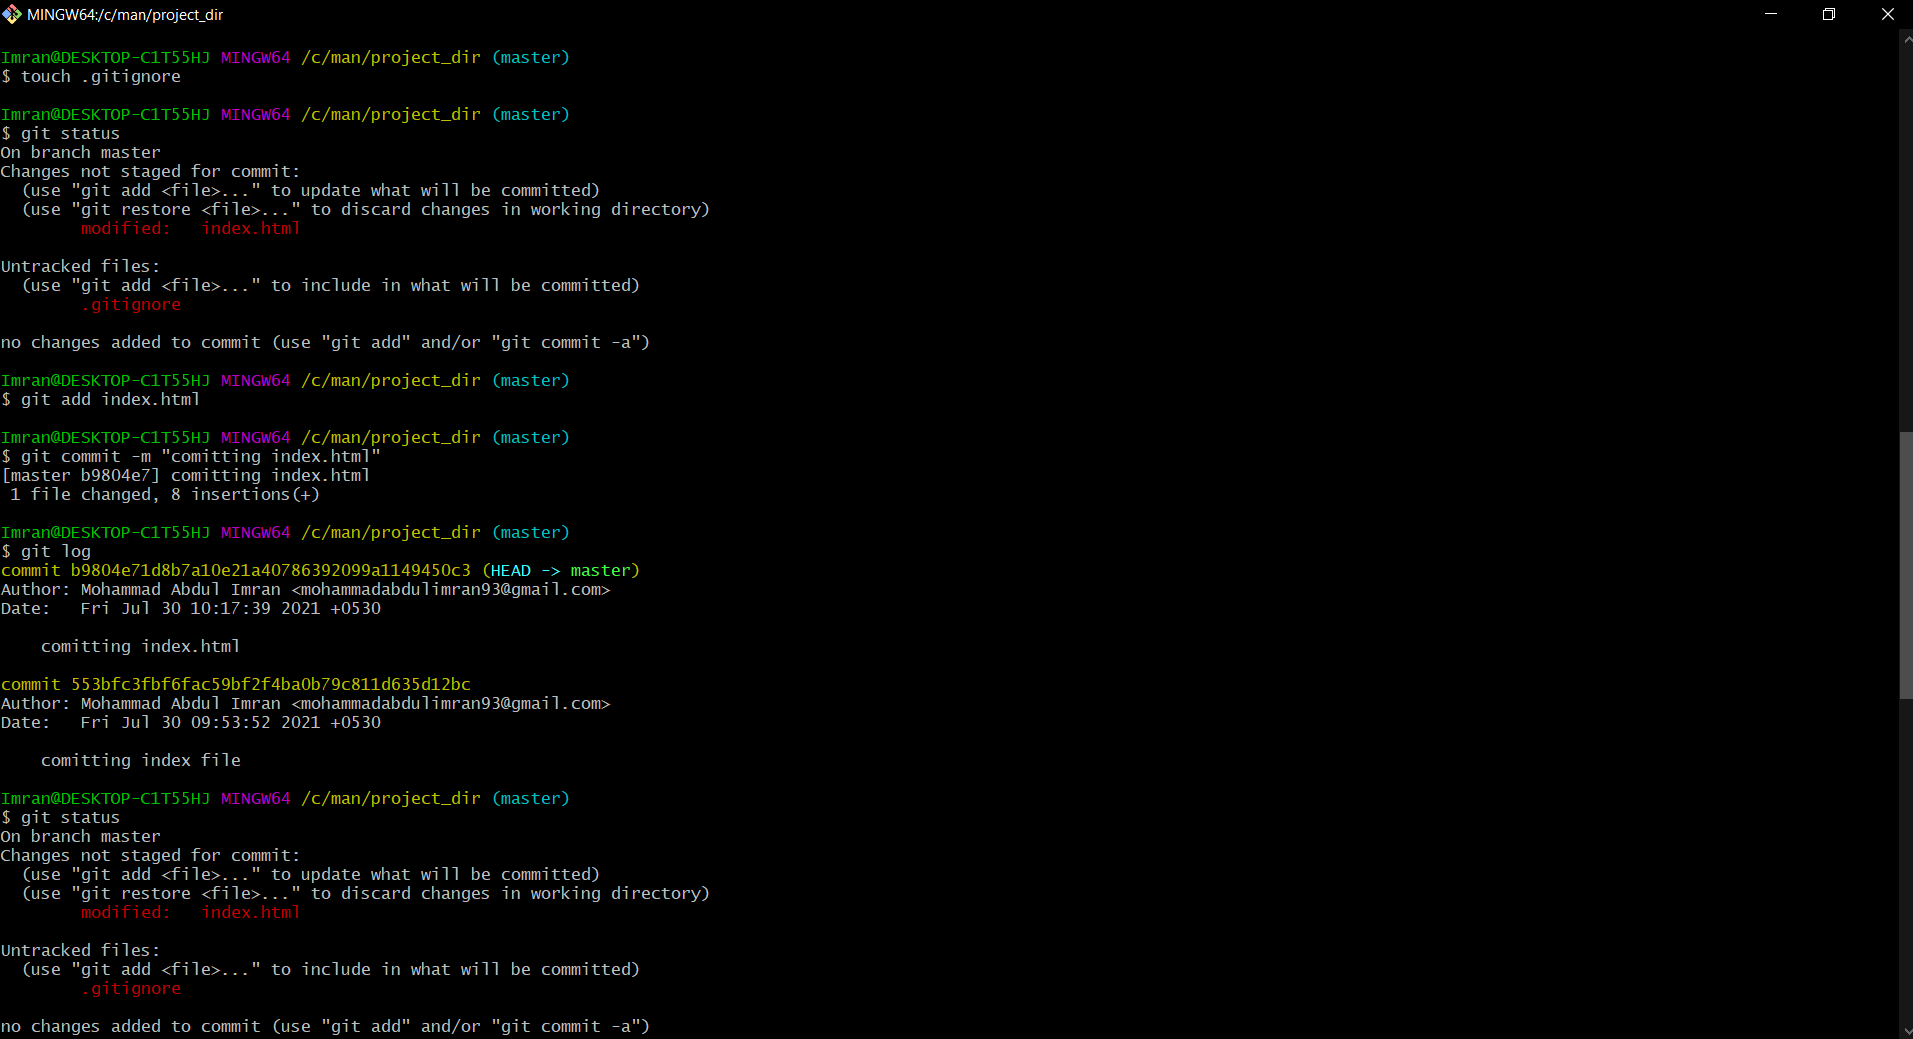 MINGW64:/c/man/project_dir
Imran@DESKTOP-C1T55HJ MINGW64 /c/man/project_dir (master)
$ touch .gitignore
Imran@DESKTOP-C1T55HJ MINGW64 /c/man/project_dir (master)
$ git status
On branch master
Changes not staged for commit:
  (use "git add <file>..." to update what will be committed)
  (use "git restore <file>..." to discard changes in working directory)
        modified:   index.html
Untracked files:
  (use "git add <file>..." to include in what will be committed)
        .gitignore
no changes added to commit (use "git add" and/or "git commit -a")
Imran@DESKTOP-C1T55HJ MINGW64 /c/man/project_dir (master)
$ git add index.html
Imran@DESKTOP-C1T55HJ MINGW64 /c/man/project_dir (master)
$ git commit -m "comitting index.html"
[master b9804e7] comitting index.html
 1 file changed, 8 insertions(+)
Imran@DESKTOP-C1T55HJ MINGW64 /c/man/project_dir (master)
$ git log
commit b9804e71d8b7a10e21a40786392099a1149450c3 (HEAD -> master)
Author: Mohammad Abdul Imran <mohammadabdulimran93@gmail.com>
Date:   Fri Jul 30 10:17:39 2021 +0530
    comitting index.html
commit 553bfc3fbf6fac59bf2f4ba0b79c811d635d12bc
Author: Mohammad Abdul Imran <mohammadabdulimran93@gmail.com>
Date:   Fri Jul 30 09:53:52 2021 +0530
    comitting index file
Imran@DESKTOP-C1T55HJ MINGW64 /c/man/project_dir (master)
$ git status
On branch master
Changes not staged for commit:
  (use "git add <file>..." to update what will be committed)
  (use "git restore <file>..." to discard changes in working directory)
        modified:   index.html
Untracked files:
  (use "git add <file>..." to include in what will be committed)
        .gitignore
no changes added to commit (use "git add" and/or "git commit -a")